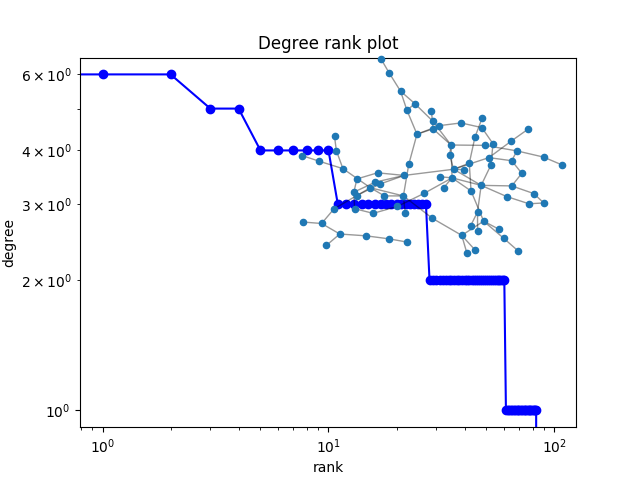 Degree rank plot
degree
6 × 10⁰
4 × 10⁰
3 × 10⁰
2 × 10⁰
10⁰
10⁰ 10¹ 10²
rank